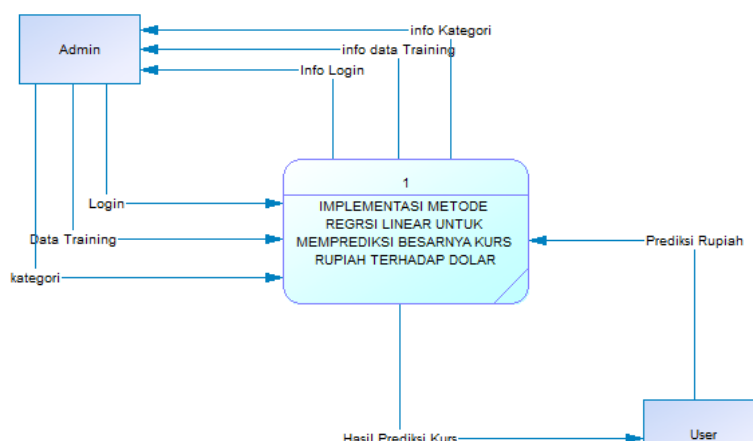 info Kategori
Admin
info data Training
Info Login
1
IMPLEMENTASI METODE
REGRSI LINEAR UNTUK
MEMPREDIKSI BESARNYA KURS
RUPIAH TERHADAP DOLAR
Login
Data Training
kategori
Prediksi Rupiah
Hasil Prediksi Kurs
User